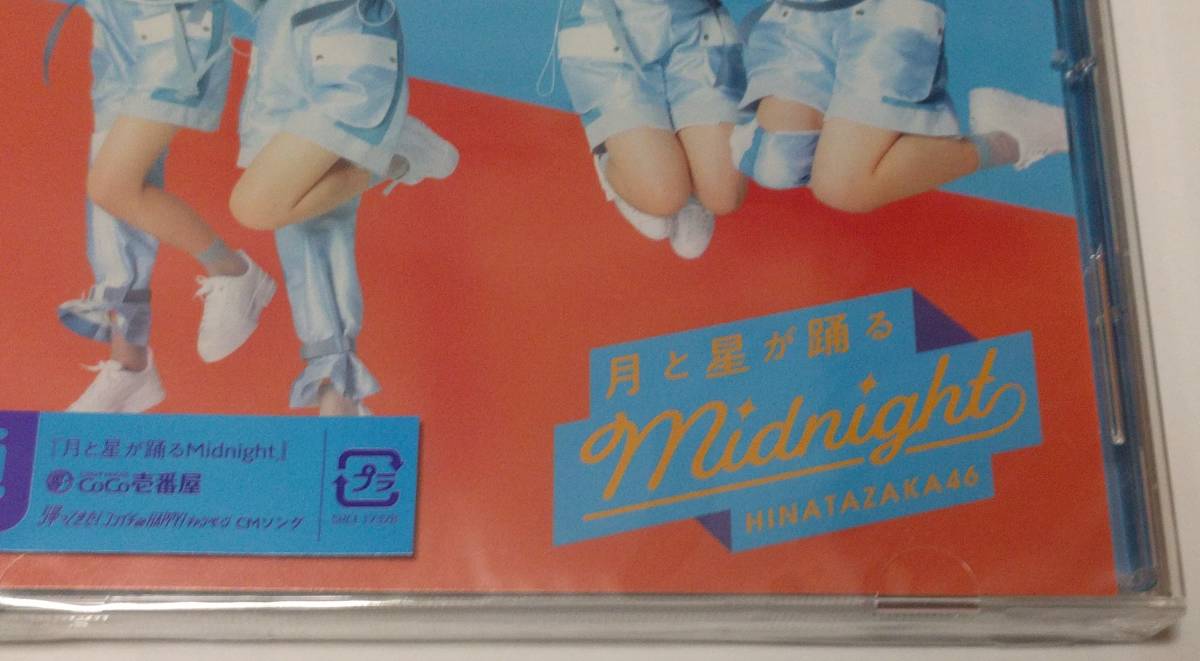 月と星が踊る
Midnight
HINATAZAKA46
『月と星が踊るMidnight』
CoCo壱番屋
CMソング
プラ